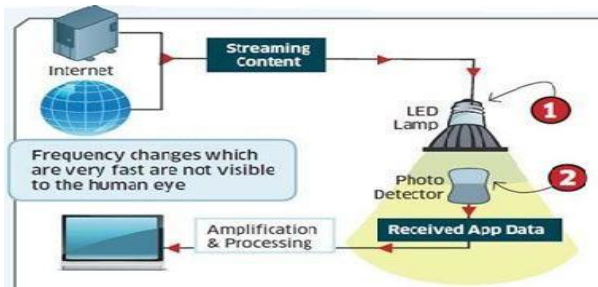 Internet
Streaming
Content
LED
Lamp
1
Frequency changes which
are very fast are not visible
to the human eye
Photo
Detector
2
Amplification
& Processing
Received App Data